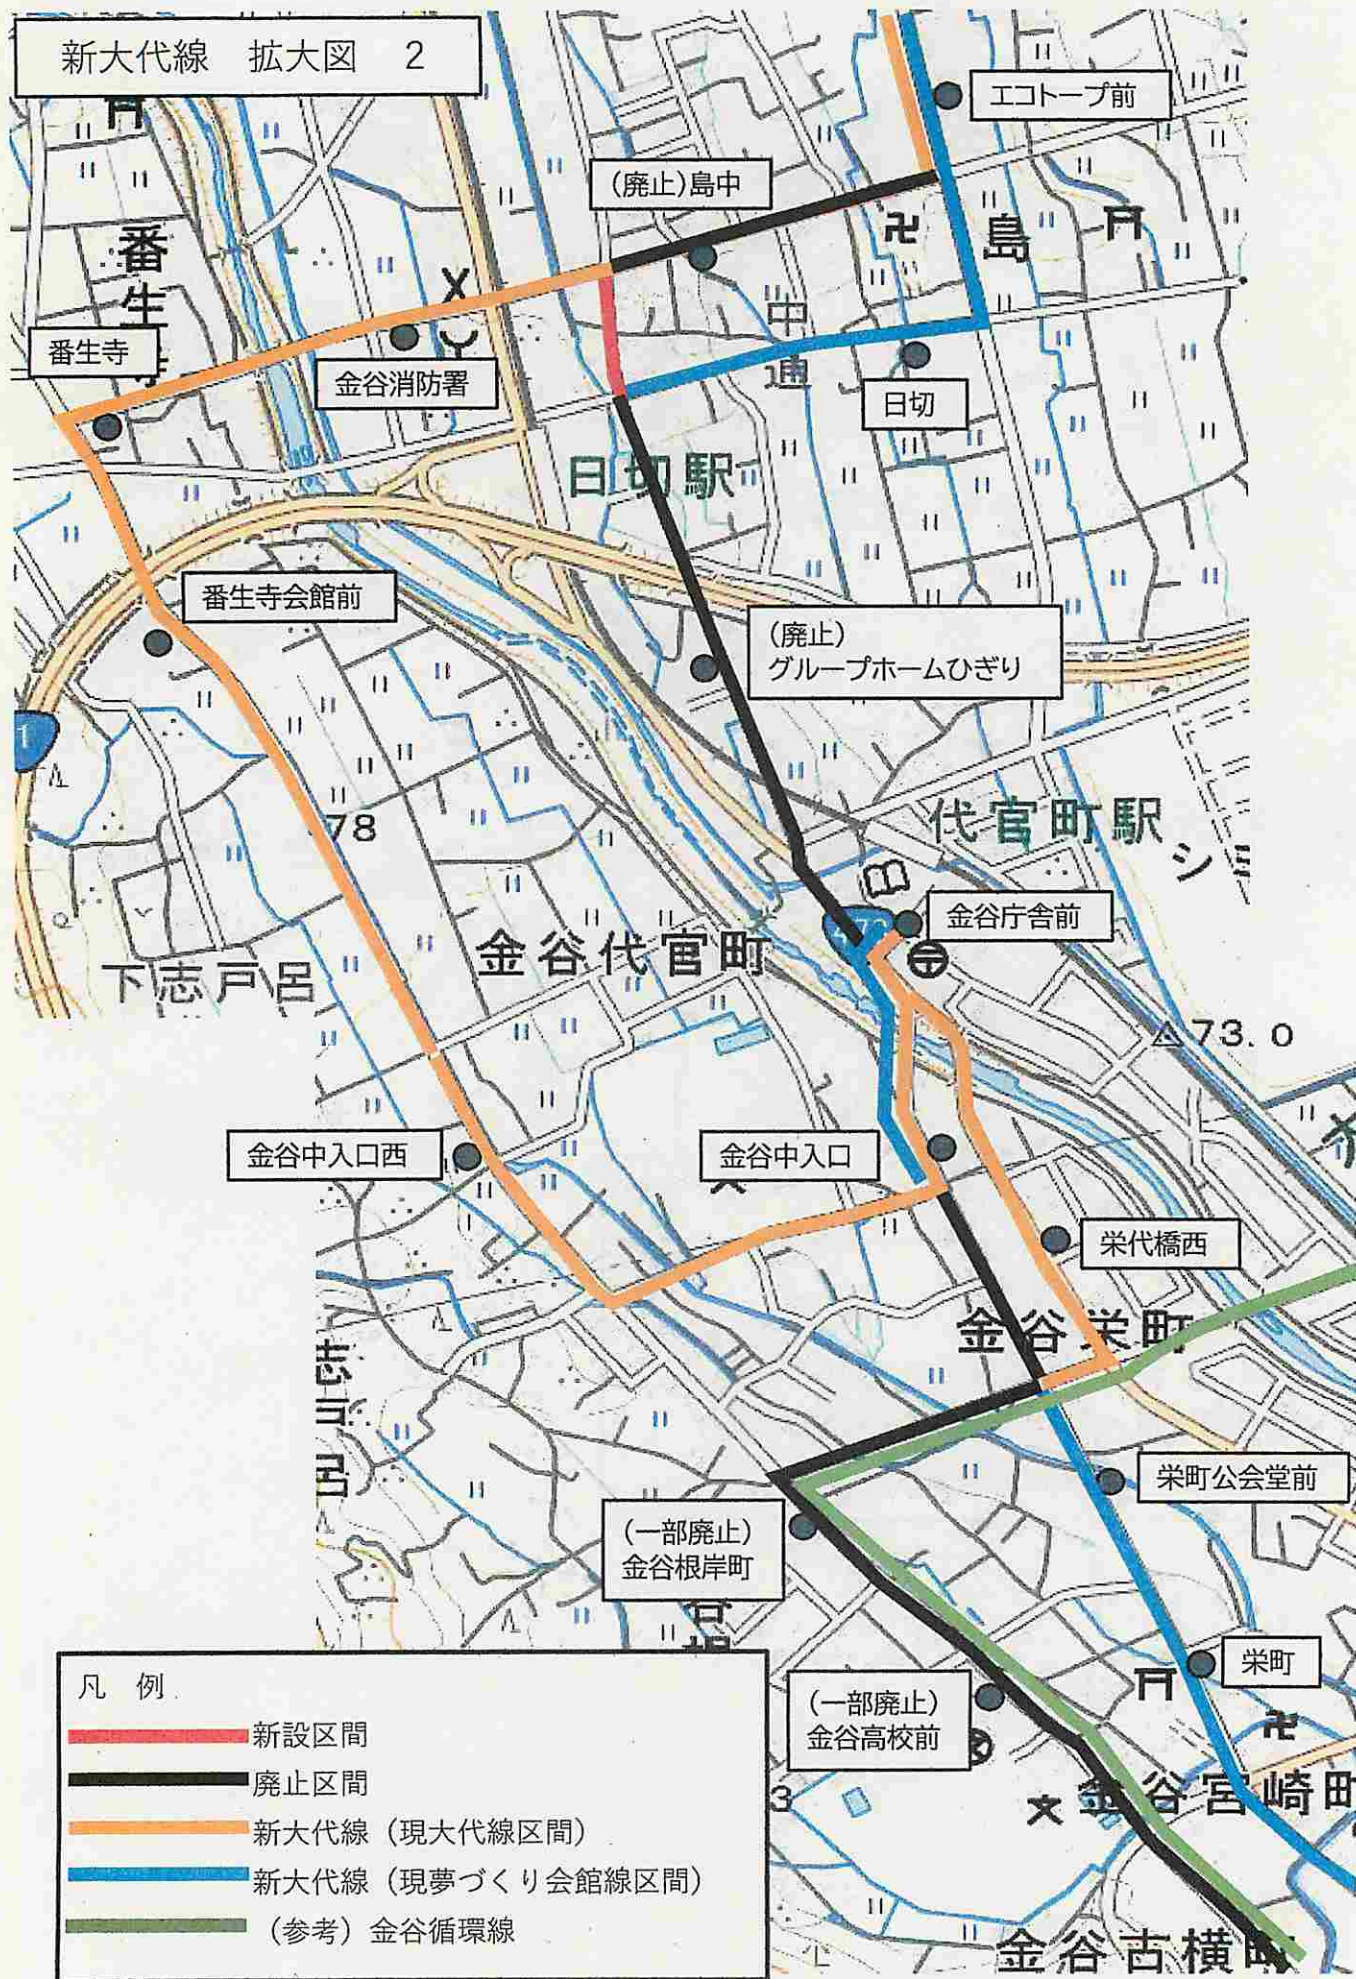 新大代線 拡大図 2
エコトープ前
(廃止)島中
島
番生寺
番生寺
金谷消防署
中通
日切
日切駅
番生寺会館前
(廃止)
グループホームひぎり
1
78
代官町駅
シ
金谷庁舎前
金谷代官町
下志戸呂
73.0
金谷中入口西
金谷中入口
栄代橋西
金谷栄町
志戸呂
栄町公会堂前
(一部廃止)
金谷根岸町
栄町
(一部廃止)
金谷高校前
3
金谷宮崎町
金谷古横町
凡 例
新設区間
廃止区間
新大代線（現大代線区間）
新大代線（現夢づくり会館線区間）
（参考）金谷循環線